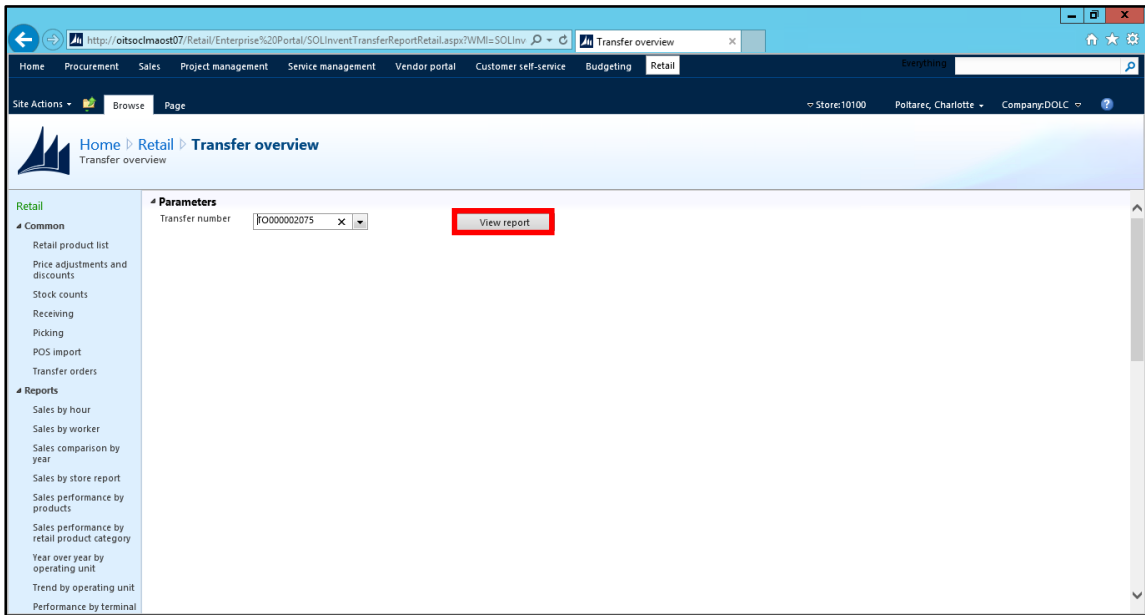 http://oitsoclmaost07/Retail/Enterprise%20Portal/SOLInventTransferReportRetail.aspx?WMI=SOLInv
Transfer overview
Home Procurement Sales Project management Service management Vendor portal Customer self-service Budgeting Retail Everything
Site Actions Browse Page Store:10100 Poltarec, Charlotte Company:DOLC
Home Retail Transfer overview
Transfer overview
Retail
Common
Retail product list
Price adjustments and
discounts
Stock counts
Receiving
Picking
POS import
Transfer orders
Reports
Sales by hour
Sales by worker
Sales comparison by
year
Sales by store report
Sales performance by
products
Sales performance by
retail product category
Year over year by
operating unit
Trend by operating unit
Performance by terminal
Parameters
Transfer number TO000002075 View report